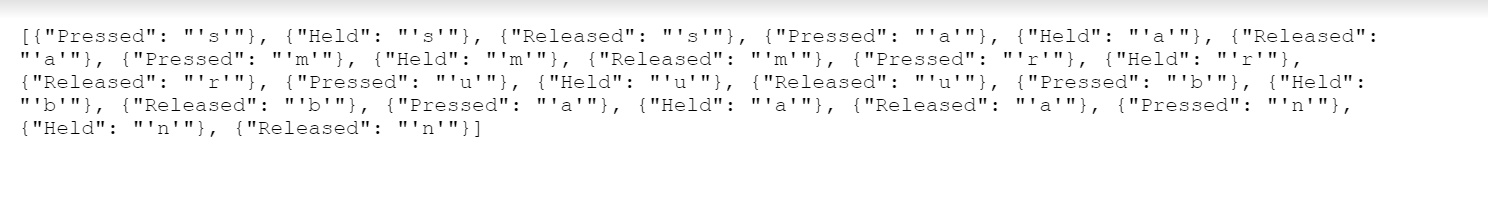 [{"Pressed": "'s'"}, {"Held": "'s'"}, {"Released": "'s'"}, {"Pressed": "'a'"}, {"Held": "'a'"}, {"Released":
"'a'"}, {"Pressed": "'m'"}, {"Held": "'m'"}, {"Released": "'m'"}, {"Pressed": "'r'"}, {"Held": "'r'"},
{"Released": "'r'"}, {"Pressed": "'u'"}, {"Held": "'u'"}, {"Released": "'u'"}, {"Pressed": "'b'"}, {"Held":
"'b'"}, {"Released": "'b'"}, {"Pressed": "'a'"}, {"Held": "'a'"}, {"Released": "'a'"}, {"Pressed": "'n'"},
{"Held": "'n'"}, {"Released": "'n'"}]